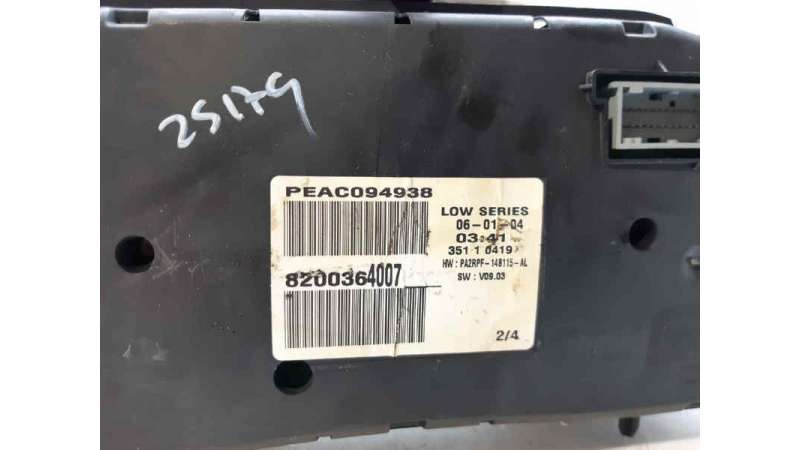 25179
PEAC094938
LOW SERIES
06-01-04
03:41
351 1 0419
HW : PA2RPF-14B115-AL
SW : V09.03
8200364007
2/4